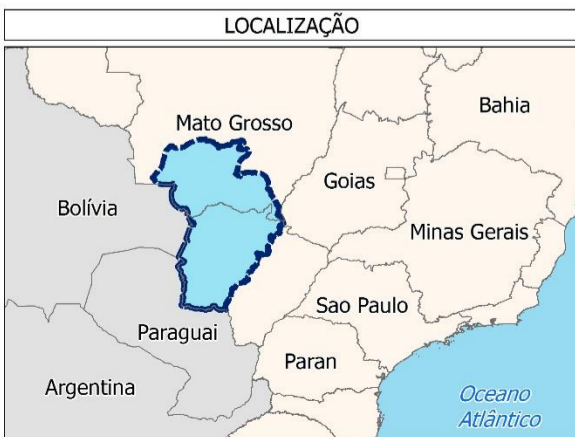 LOCALIZAÇÃO
Bahia
Mato Grosso
Goias
Bolívia
Minas Gerais
Sao Paulo
Paraguai
Paran
Argentina
Oceano
Atlântico